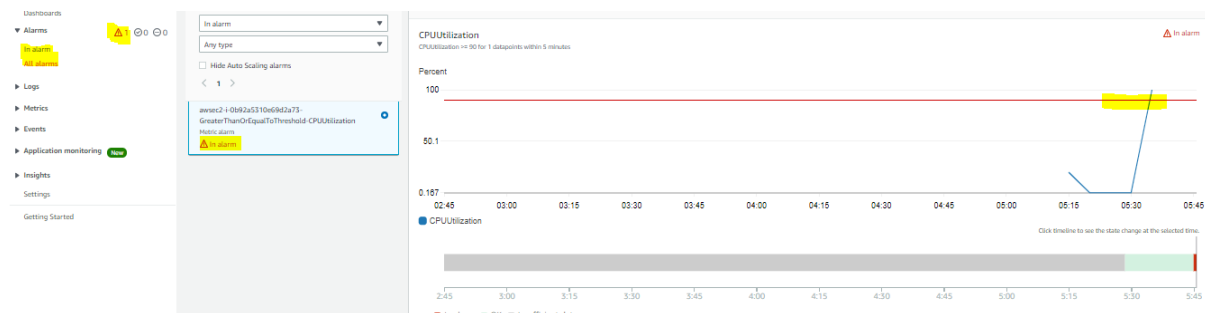 Dashboards
Alarms 1 0 0
In alarm
All alarms
Logs
Metrics
Events
Application monitoring New
Insights
Settings
Getting Started
In alarm
Any type
Hide Auto Scaling alarms
< 1 >
awsec2-i-0b92a5310e69d2a73-
GreaterThanOrEqualToThreshold-CPUUtilization
Metric alarm
In alarm
CPUUtilization
In alarm
CPUUtilization >= 90 for 1 datapoints within 5 minutes
Percent
100
50.1
0.167
02:45 03:00 03:15 03:30 03:45 04:00 04:15 04:30 04:45 05:00 05:15 05:30 05:45
CPUUtilization
Click timeline to see the state change at the selected time.
2:45 3:00 3:15 3:30 3:45 4:00 4:15 4:30 4:45 5:00 5:15 5:30 5:45